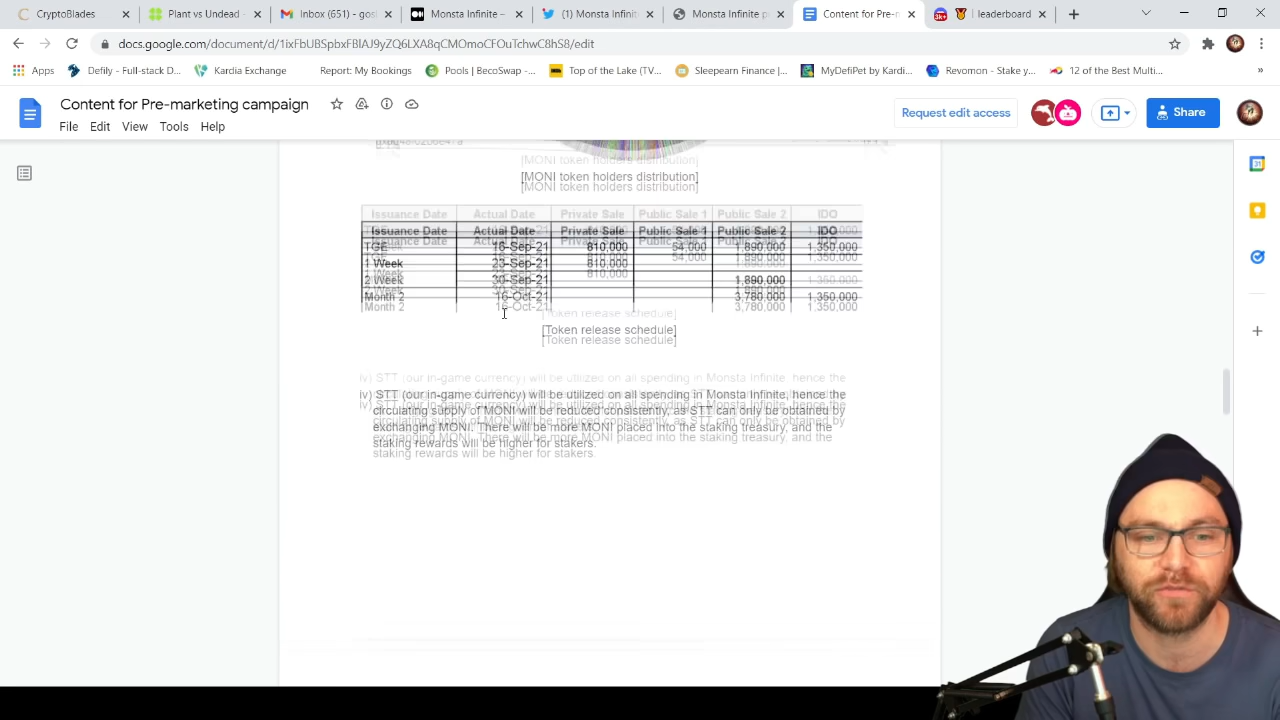 CryptoBlades
Plant vs Undead -
Inbox (651) - go
Monsta Infinite –
(1) Monsta Infinit
Monsta Infinite p
Content for Pre-
leaderboard
docs.google.com/document/d/
/edit
Apps
Defily - Full-stack D...
Kardia Exchange
Report: My Bookings
Pools | BecoSwap -...
Top of the Lake (TV...
Sleepearn Finance |...
MyDefiPet by Kardi...
Revomon - Stake y...
12 of the Best Multi...
»
Content for Pre-marketing campaign
Request edit access
Share
File Edit View Tools Help
[MONI token holders distribution]
Issuance Date Actual Date Private Sale Public Sale 1 Public Sale 2 IDO
TGE 16-Sep-21 810,000 54,000 1,890,000 1,350,000
1 Week 23-Sep-21
2 Week 30-Sep-21 1,890,000
Month 2 16-Oct-21 3,780,000 1,350,000
[Token release schedule]
iv) STT (our in-game currency) will be utilized on all spending in Monsta Infinite, hence the
circulating supply of MONI will be reduced consistently, as STT can only be obtained by
exchanging MONI. There will be more MONI placed into the staking treasury, and the
staking rewards will be higher for stakers.